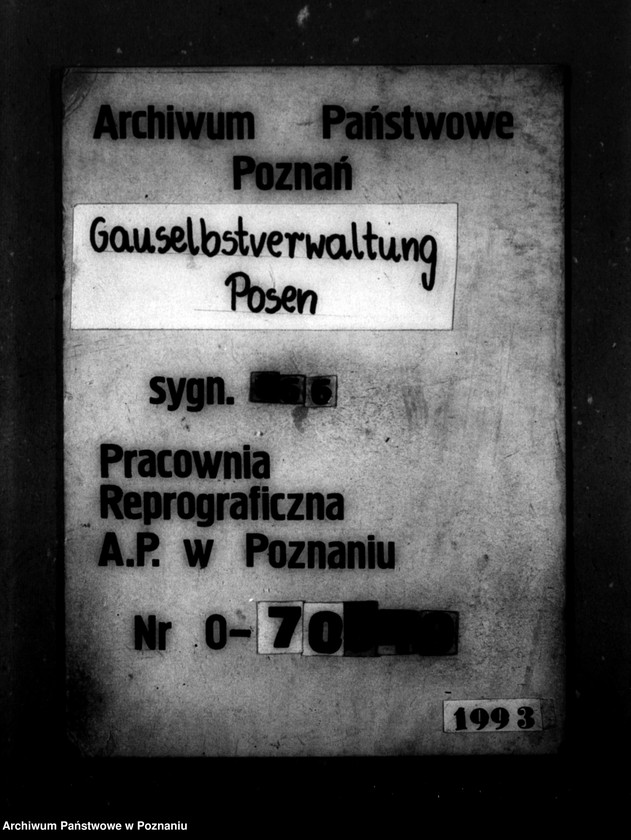 Archiwum Państwowe
Poznań
Gauselbstverwaltung
Posen
sygn.
Pracownia
Reprograficzna
A.P. w Poznaniu
Nr 0-70
1993
Archiwum Państwowe w Poznaniu